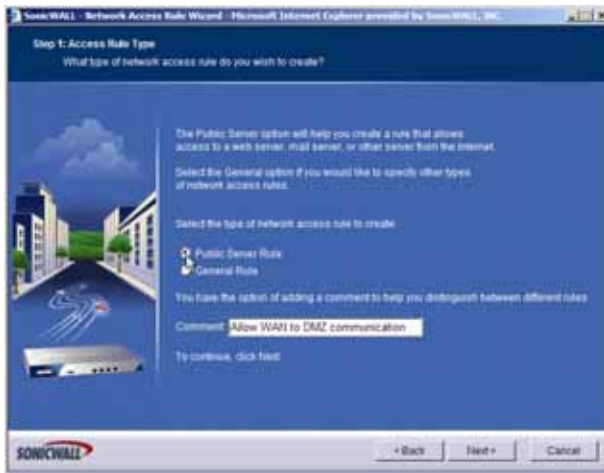 SonicWALL - Network Access Rule Wizard - Microsoft Internet Explorer provided by SonicWALL, INC.
Step 1: Access Rule Type
What type of network access rule do you wish to create?
The Public Server option will help you create a rule that allows
access to a web server, mail server, or other server from the Internet.
Select the General option if you would like to specify other types
of network access rules.
Select the type of network access rule to create.
Public Server Rule
General Rule
You have the option of adding a comment to help you distinguish between different rules
Comment: Allow WAN to DMZ communication
To continue, click Next
SONICWALL
< Back
Next >
Cancel